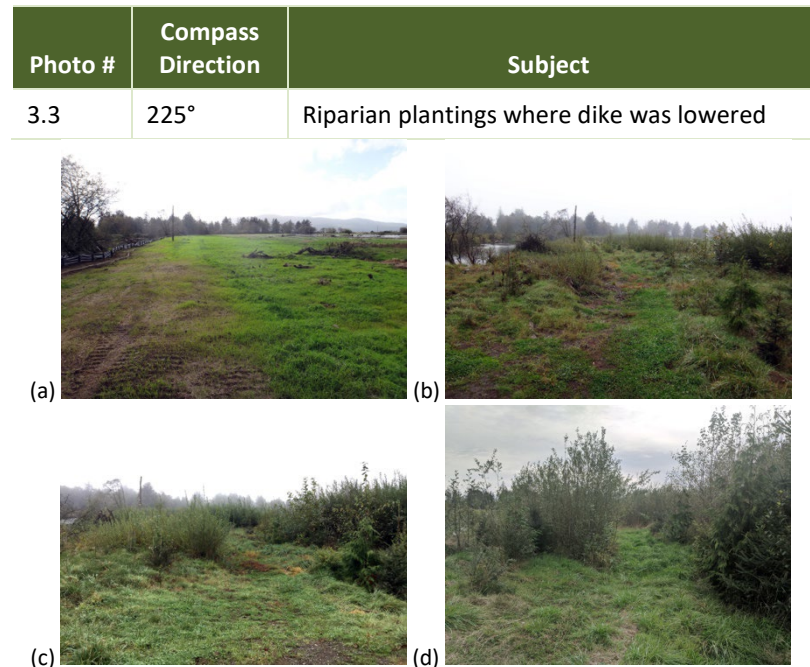 Photo #
Compass
Direction
Subject
3.3
225°
Riparian plantings where dike was lowered
(a)
(b)
(c)
(d)